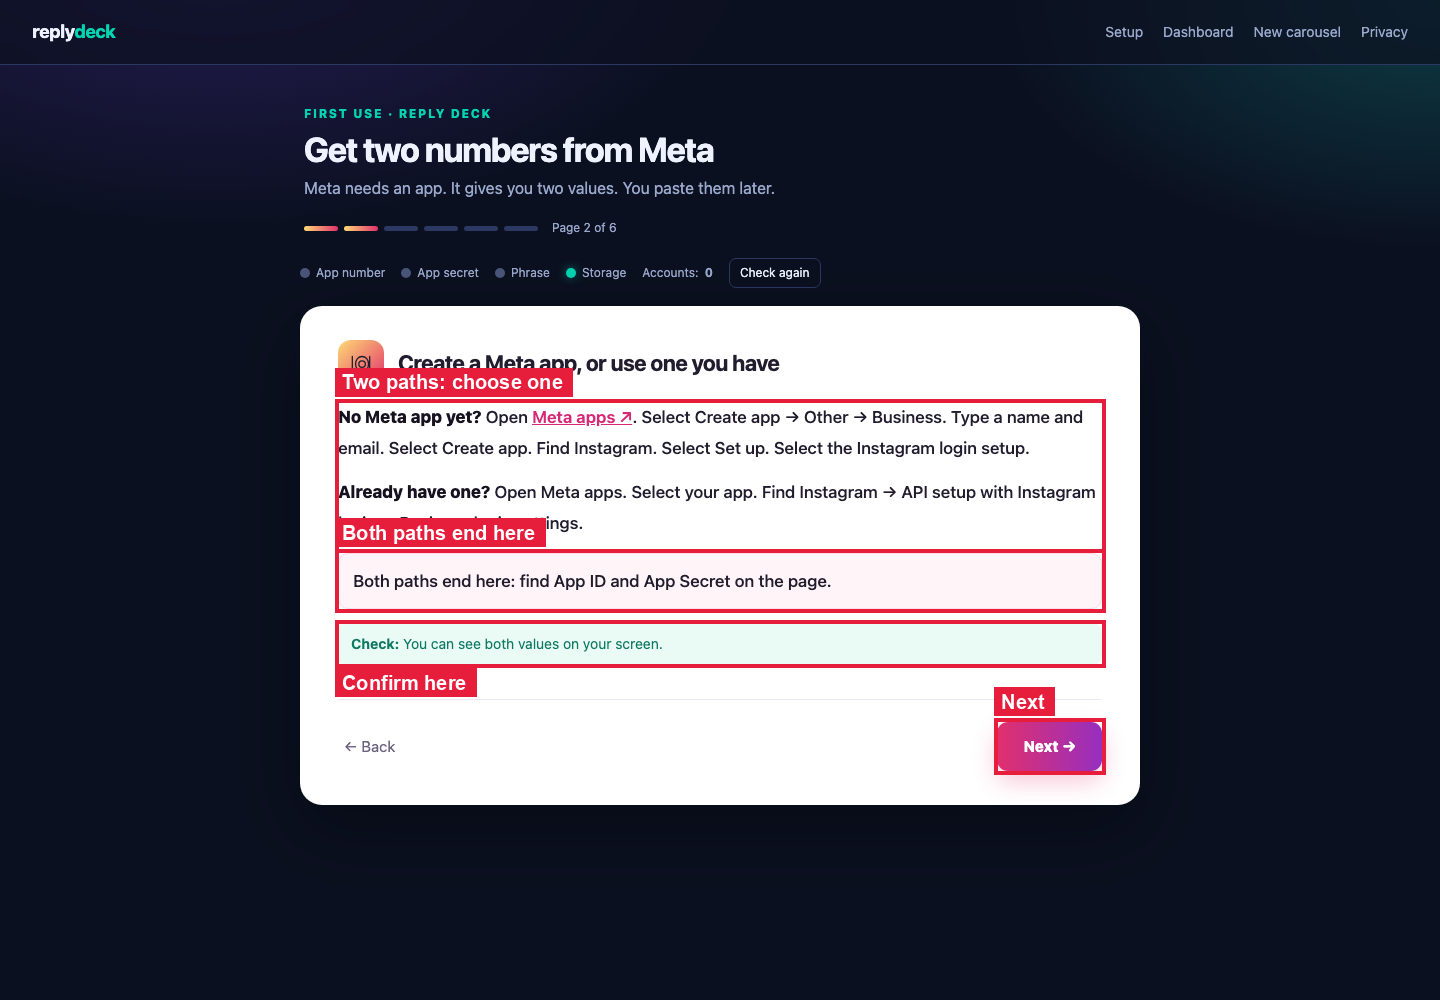 replydeck
Setup Dashboard New carousel Privacy
FIRST USE · REPLY DECK
Get two numbers from Meta
Meta needs an app. It gives you two values. You paste them later.
Page 2 of 6
App number App secret Phrase Storage Accounts: 0 Check again
Create a Meta app, or use one you have
Two paths: choose one
No Meta app yet? Open Meta apps ↗. Select Create app → Other → Business. Type a name and
email. Select Create app. Find Instagram. Select Set up. Select the Instagram login setup.
Already have one? Open Meta apps. Select your app. Find Instagram → API setup with Instagram
Both paths end here
Both paths end here: find App ID and App Secret on the page.
Check: You can see both values on your screen.
Confirm here
Next
← Back
Next →